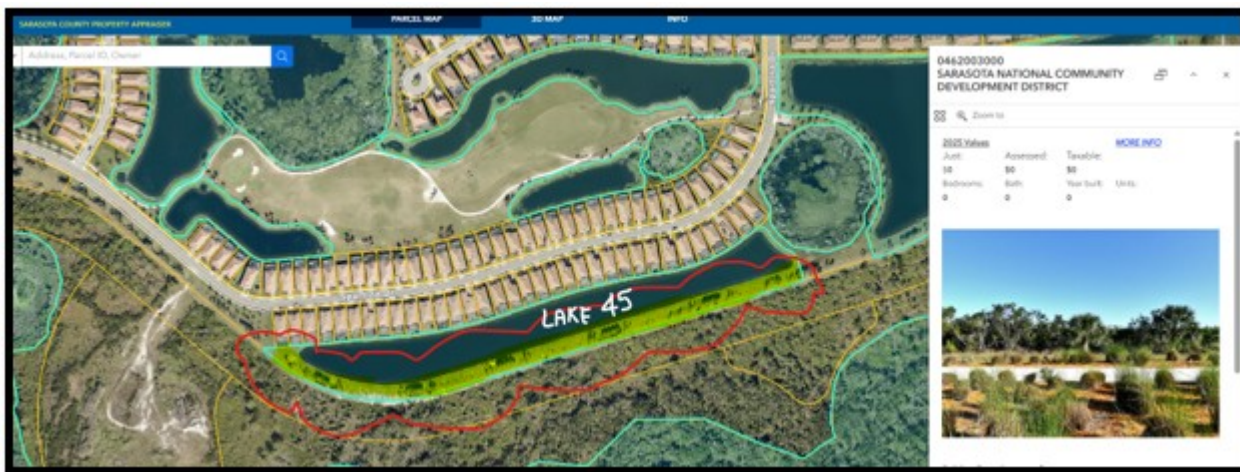 SARASOTA COUNTY PROPERTY APPRAISER
PARCEL MAP
3D MAP
INFO
Address, Parcel ID, Owner
0462003000
SARASOTA NATIONAL COMMUNITY
DEVELOPMENT DISTRICT
Zoom to
2025 Values
MORE INFO
Just: Assessed: Taxable:
$0 $0 $0
Bedrooms: Bath: Year built: Units:
0 0 0
LAKE 45